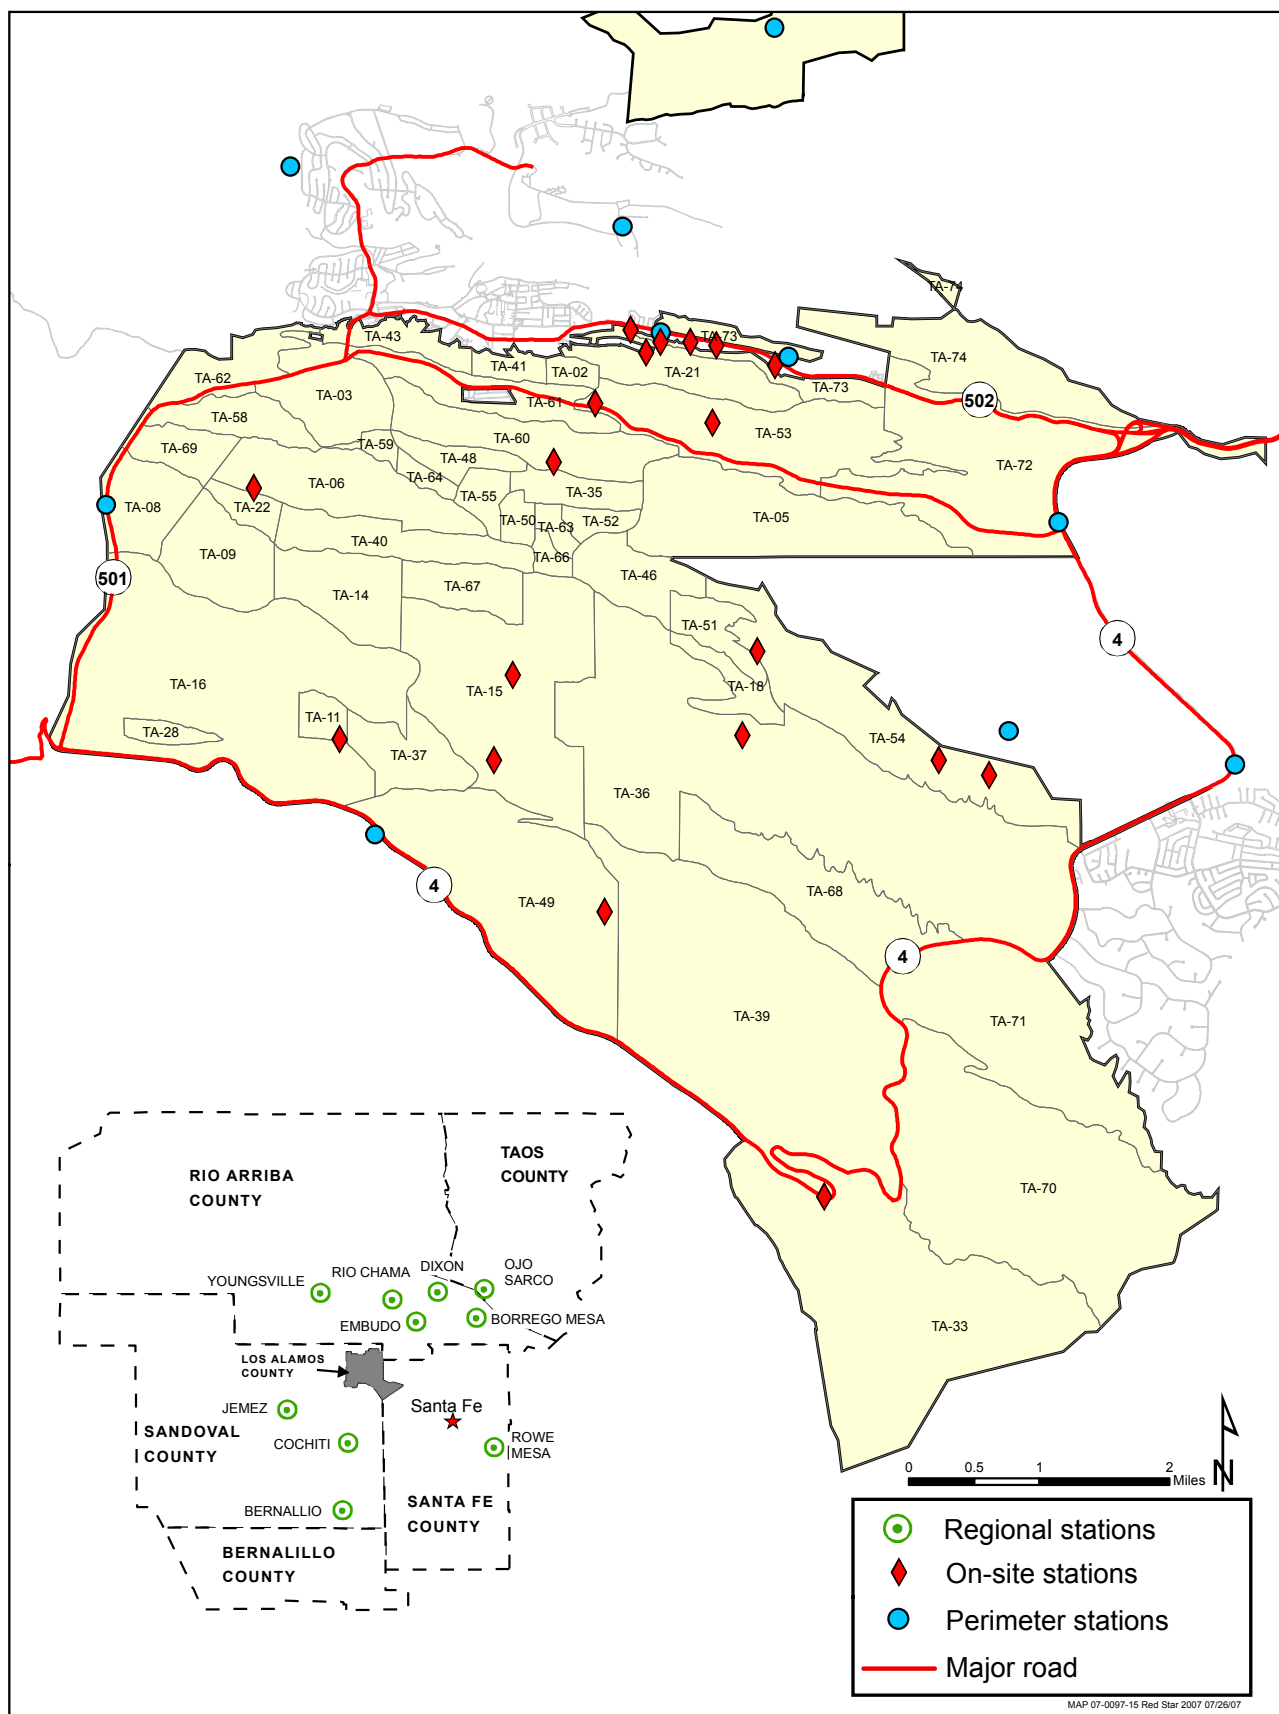 TA-74
TA-43
TA-73
TA-74
TA-41
TA-02
TA-21
TA-73
TA-62
TA-03
TA-61
502
TA-58
TA-59
TA-60
TA-53
TA-69
TA-48
TA-72
TA-06
TA-64
TA-55
TA-35
TA-08
TA-22
TA-50
TA-63
TA-52
TA-05
TA-40
TA-09
TA-66
TA-46
501
TA-67
TA-14
TA-51
4
TA-16
TA-15
TA-18
TA-11
TA-28
TA-37
TA-54
TA-36
4
TA-49
TA-68
4
TA-39
TA-71
TA-70
TA-33
RIO ARRIBA
COUNTY
TAOS
COUNTY
YOUNGSVILLE
RIO CHAMA
DIXON
OJO
SARCO
EMBUDO
BORREGO MESA
LOS ALAMOS
COUNTY
JEMEZ
Santa Fe
SANDOVAL
COUNTY
COCHITI
ROWE
MESA
BERNALLIO
SANTA FE
COUNTY
BERNALILLO
COUNTY
0 0.5 1 2
Miles
N
Regional stations
On-site stations
Perimeter stations
Major road
MAP 07-0097-15 Red Star 2007 07/26/07